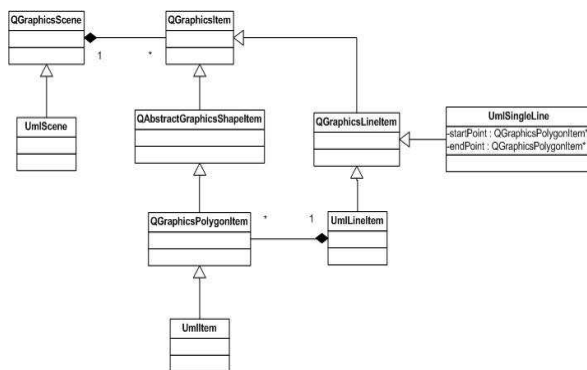 QGraphicsScene
QGraphicsItem
1
*
UmlScene
QAbstractGraphicsShapeItem
QGraphicsLineItem
UmlSingleLine
-startPoint : QGraphicsPolygonItem*
-endPoint : QGraphicsPolygonItem*
QGraphicsPolygonItem
*
1
UmlLineItem
UmlItem